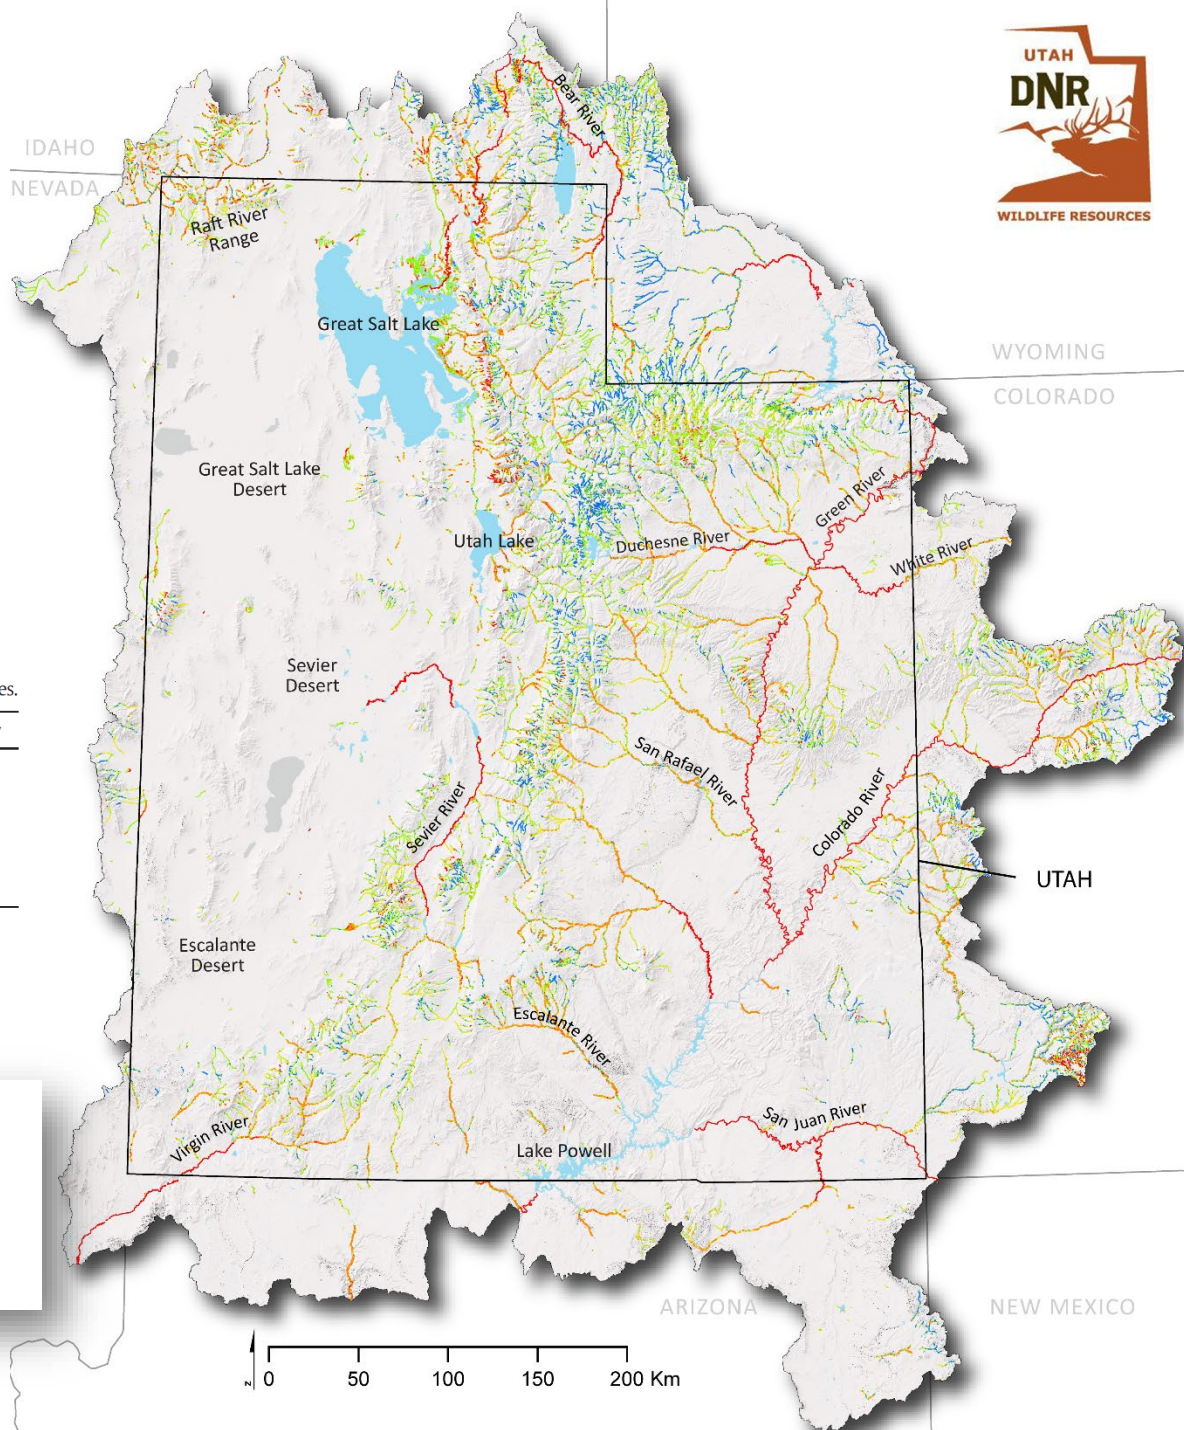 UTAH
DNR
WILDLIFE RESOURCES
Bear River
IDAHO
NEVADA
Raft River
Range
Great Salt Lake
WYOMING
COLORADO
Great Salt Lake
Desert
Green River
Utah Lake
Duchesne River
White River
Sevier
Desert
es.
San Rafael River
Sevier River
Colorado River
UTAH
Escalante
Desert
Escalante River
Virgin River
San Juan River
Lake Powell
ARIZONA
NEW MEXICO
N
0 50 100 150 200 Km